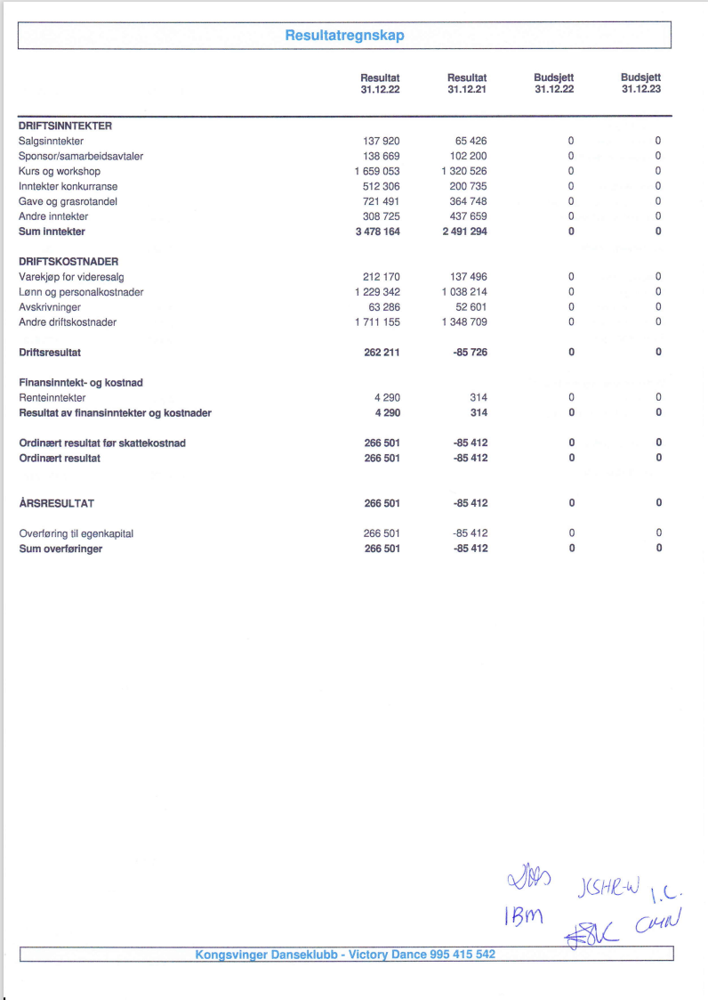 Resultatregnskap
Resultat Resultat Budsjett Budsjett
31.12.22 31.12.21 31.12.22 31.12.23
DRIFTSINNTEKTER
Salgsinntekter 137 920 65 426 0 0
Sponsor/samarbeidsavtaler 138 669 102 200 0 0
Kurs og workshop 1 659 053 1 320 526 0 0
Inntekter konkurranse 512 306 200 735 0 0
Gave og grasrotandel 721 491 364 748 0 0
Andre inntekter 308 725 437 659 0 0
Sum inntekter 3 478 164 2 491 294 0 0
DRIFTSKOSTNADER
Varekjøp for videresalg 212 170 137 496 0 0
Lønn og personalkostnader 1 229 342 1 038 214 0 0
Avskrivninger 63 286 52 601 0 0
Andre driftskostnader 1 711 155 1 348 709 0 0
Driftsresultat 262 211 -85 726 0 0
Finansinntekt- og kostnad
Renteinntekter 4 290 314 0 0
Resultat av finansinntekter og kostnader 4 290 314 0 0
Ordinært resultat før skattekostnad 266 501 -85 412 0 0
Ordinært resultat 266 501 -85 412 0 0
ÅRSRESULTAT 266 501 -85 412 0 0
Overføring til egenkapital 266 501 -85 412 0 0
Sum overføringer 266 501 -85 412 0 0
I.C.
IBM
Kongsvinger Danseklubb - Victory Dance 995 415 542